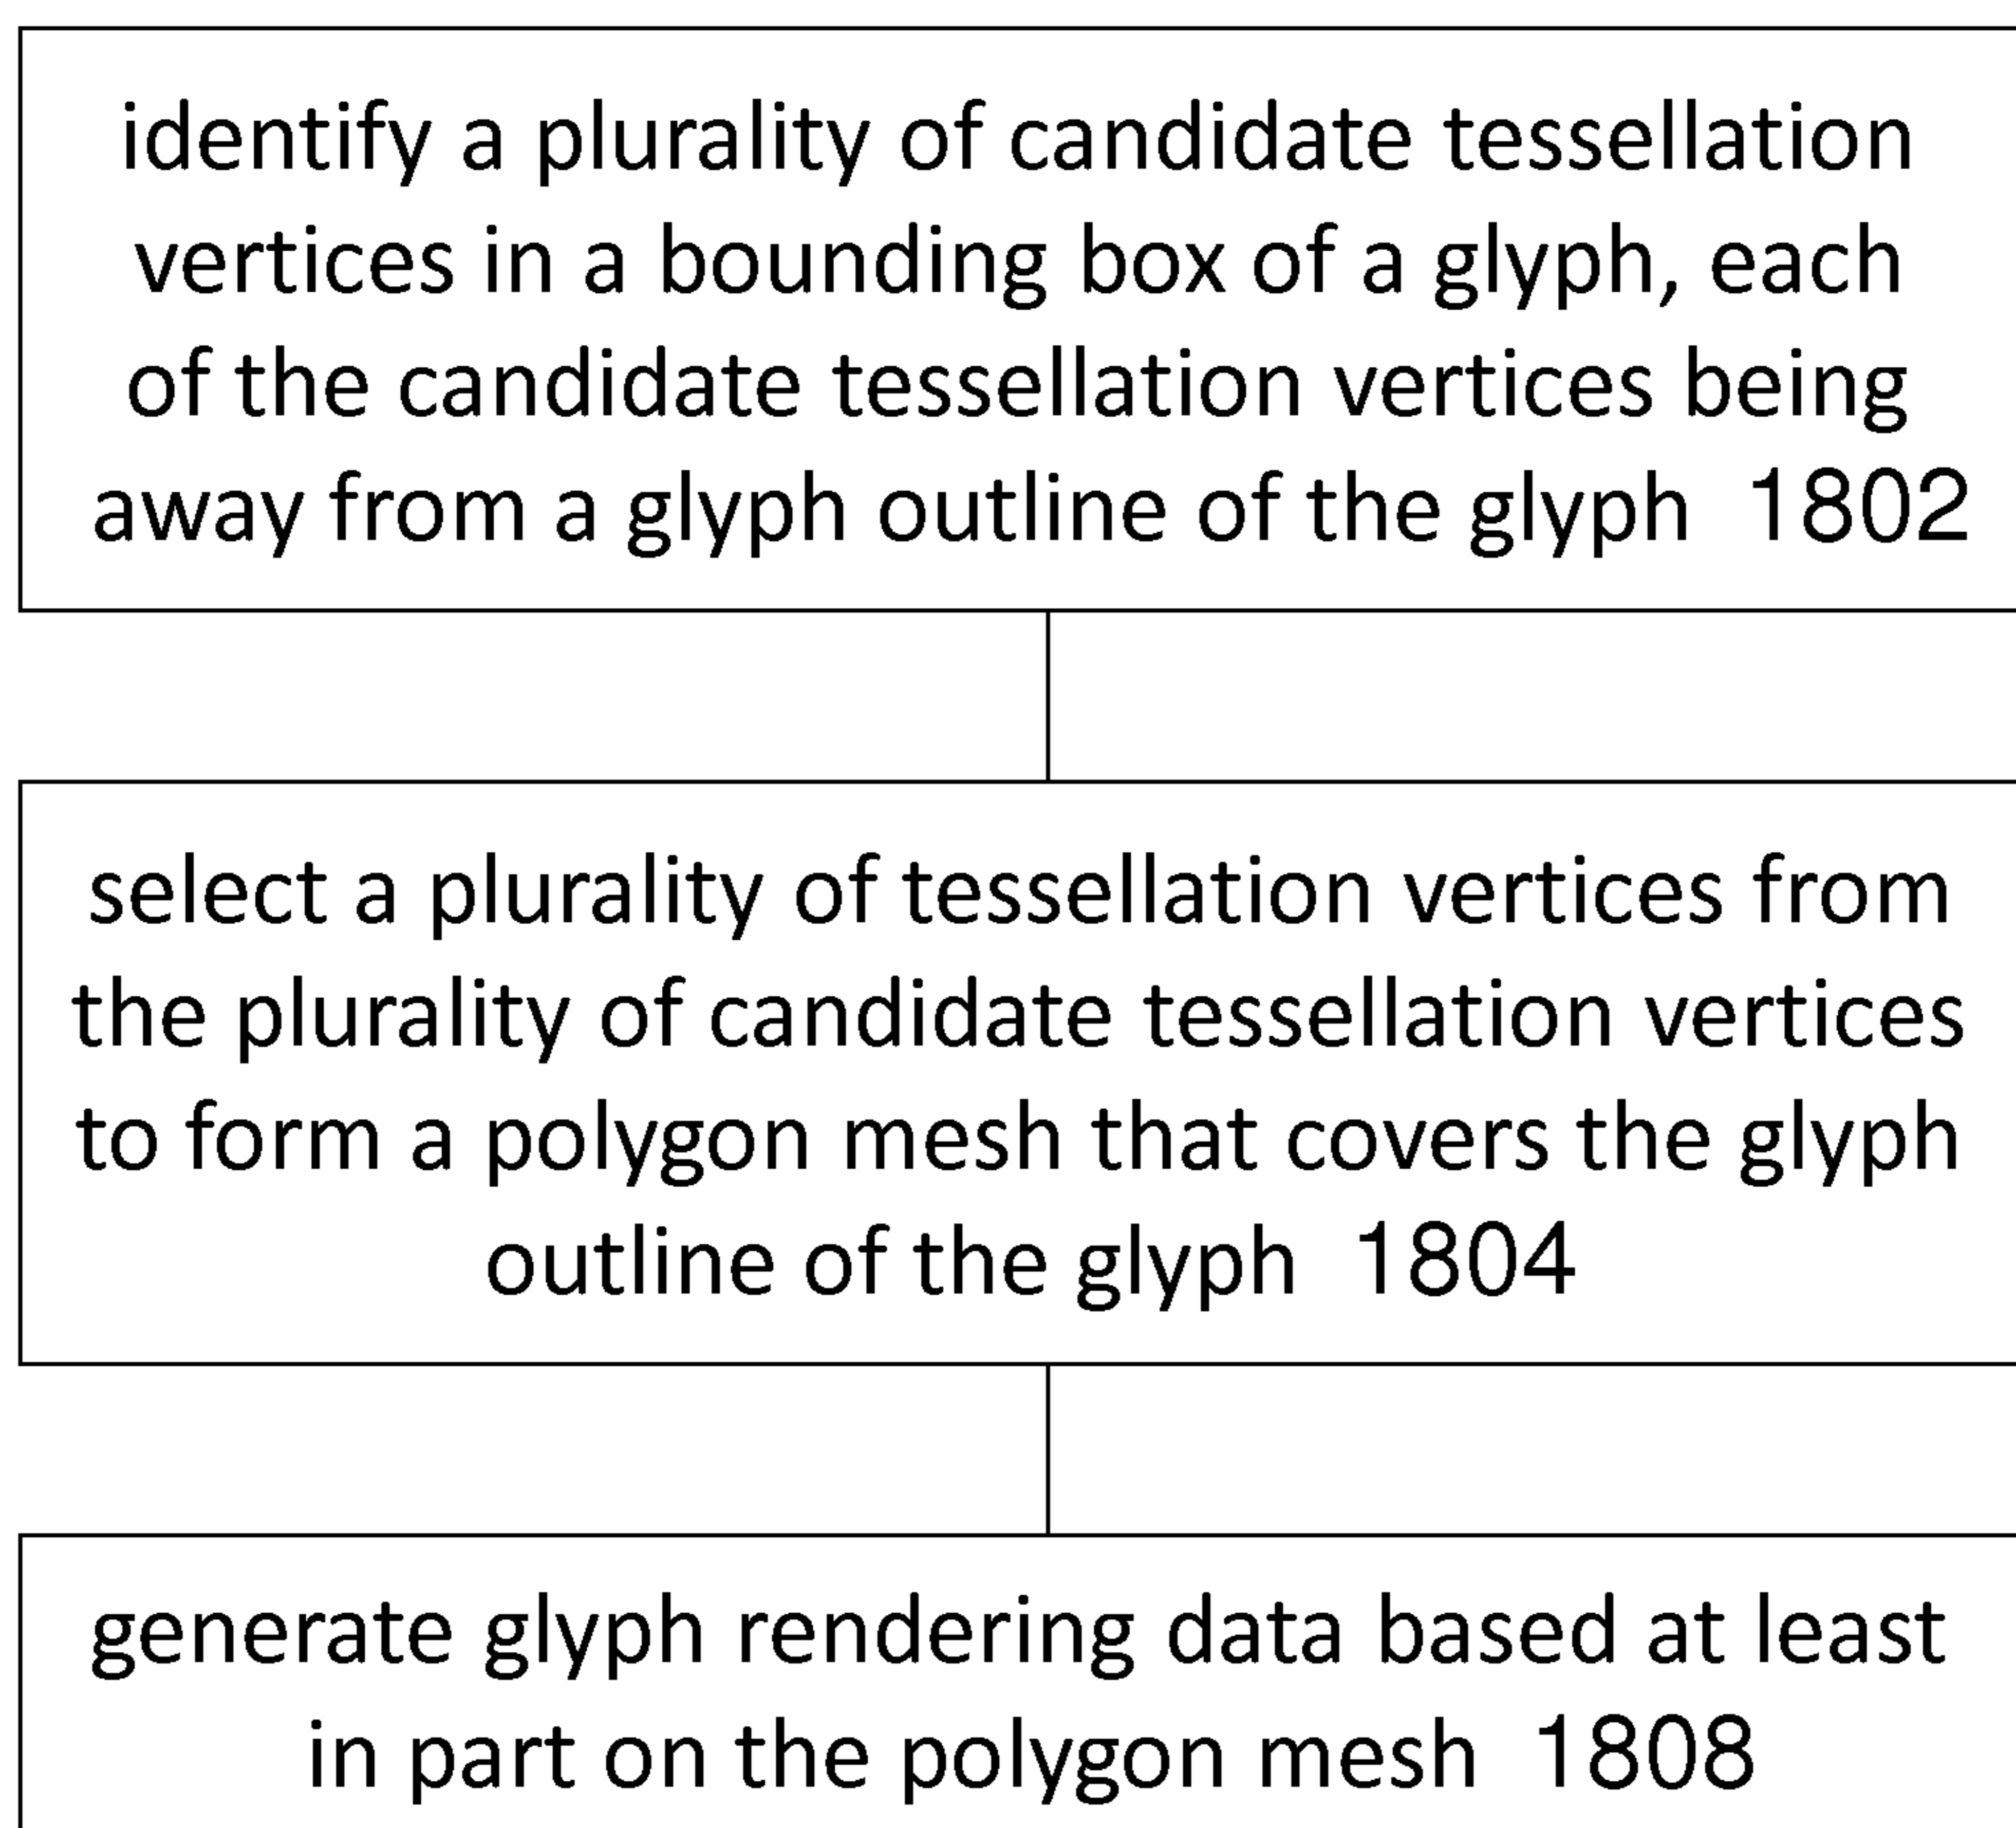 identify a plurality of candidate tessellation
vertices in a bounding box of a glyph, each
of the candidate tessellation vertices being
away from a glyph outline of the glyph 1802
select a plurality of tessellation vertices from
the plurality of candidate tessellation vertices
to form a polygon mesh that covers the glyph
outline of the glyph 1804
generate glyph rendering data based at least
in part on the polygon mesh 1808